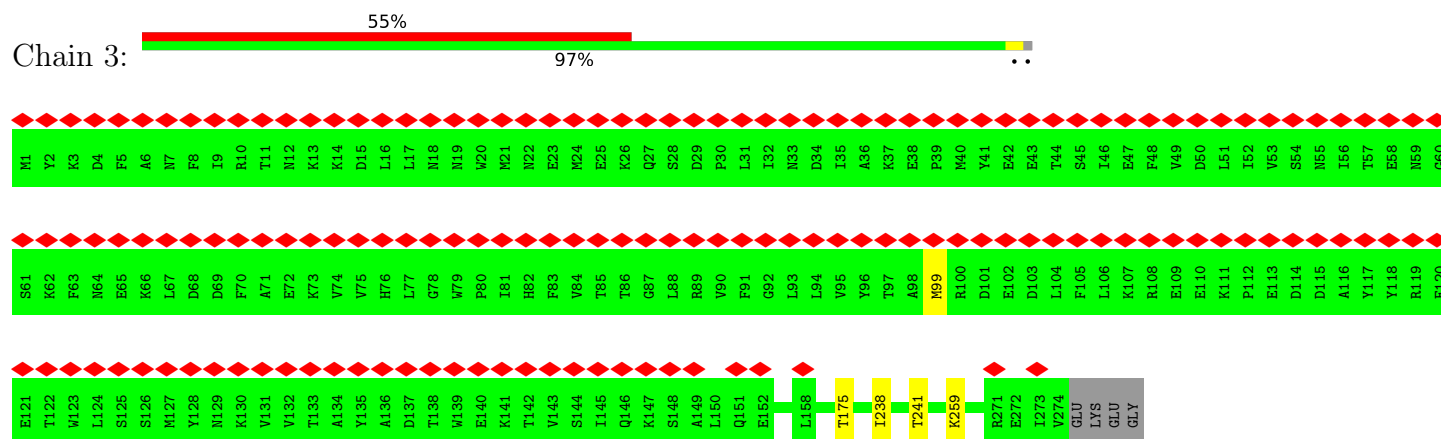 55%
Chain 3:
97%
..
M1 Y2 K3 D4 F5 A6 N7 F8 I9 R10 T11 N12 K13 K14 D15 L16 L17 N18 N19 W20 M21 N22 E23 M24 E25 K26 Q27 S28 D29 P30 L31 I32 N33 D34 I35 A36 K37 E38 P39 M40 Y41 E42 E43 T44 S45 I46 E47 F48 V49 D50 L51 I52 V53 S54 N55 I56 T57 E58 N59 G60
S61 K62 F63 N64 E65 K66 L67 D68 D69 F70 A71 E72 K73 V74 V75 H76 L77 G78 W79 P80 I81 H82 F83 V84 T85 T86 G87 L88 R89 V90 F91 G92 L93 L94 V95 Y96 T97 A98 M99 R100 D101 E102 D103 L104 F105 L106 K107 R108 E109 E110 K111 P112 E113 D114 D115 A116 Y117 Y118 R119
E121 T122 W123 L124 S125 S126 M127 Y128 N129 K130 V131 V132 T133 A134 Y135 A136 D137 T138 W139 E140 K141 T142 V143 S144 I145 Q146 K147 S148 A149 L150 Q151 E152 L158 T175 I238 T241 K259 R271 E272 I273 V274 GLU LYS GLU GLY